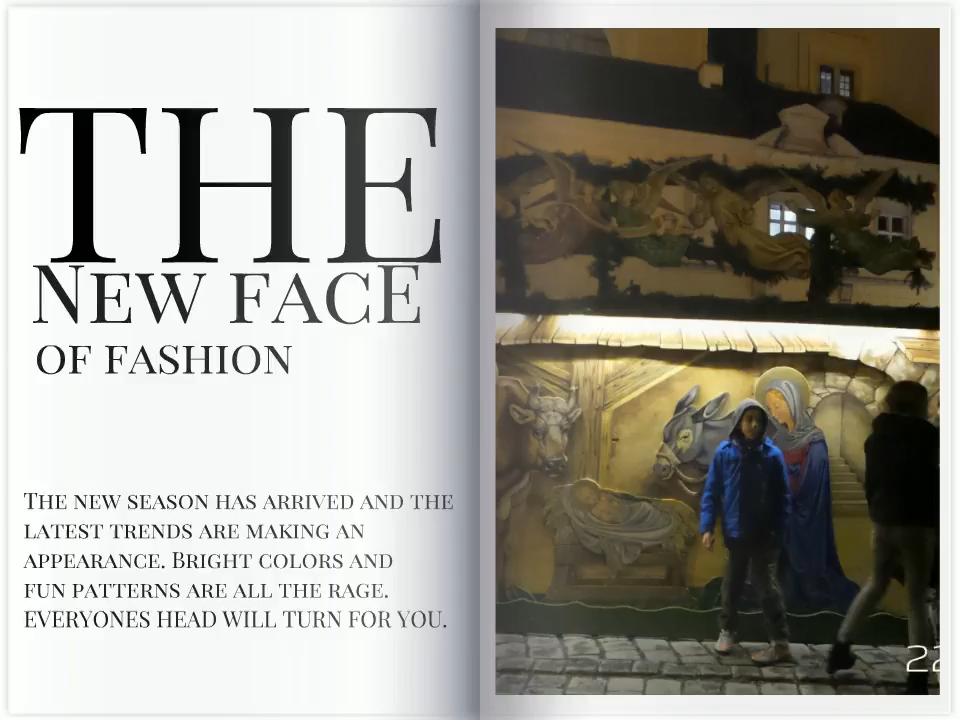 THE
NEW FACE
OF FASHION
THE NEW SEASON HAS ARRIVED AND THE
LATEST TRENDS ARE MAKING AN
APPEARANCE. BRIGHT COLORS AND
FUN PATTERNS ARE ALL THE RAGE.
EVERYONES HEAD WILL TURN FOR YOU.
22